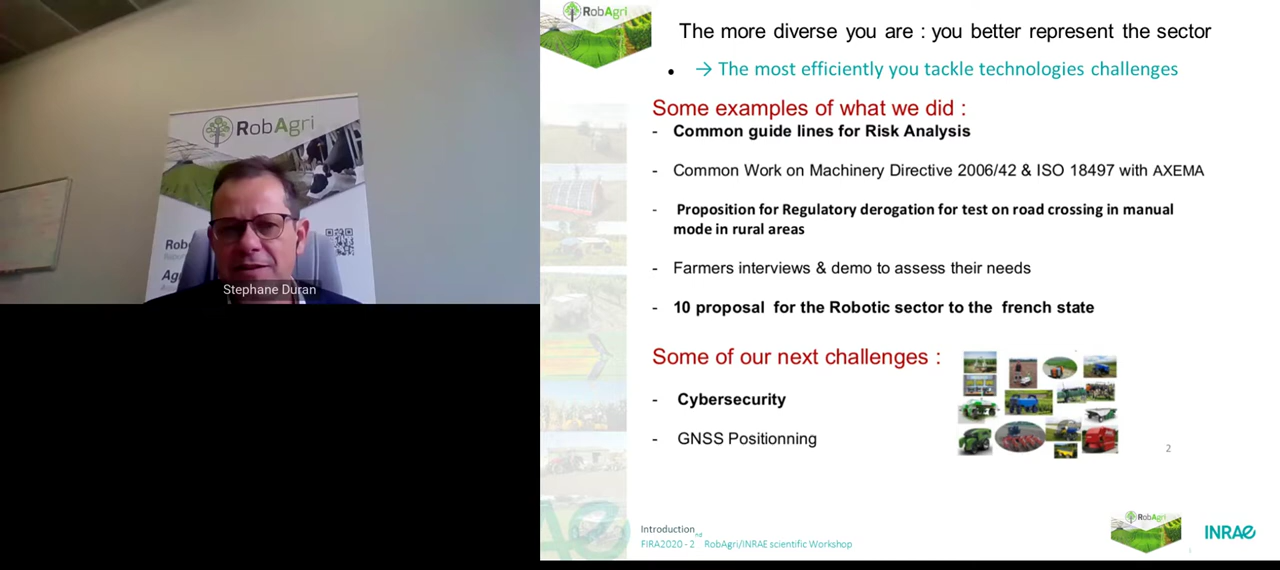 RobAgri
Stephane Duran
RobAgri
The more diverse you are : you better represent the sector
• → The most efficiently you tackle technologies challenges
Some examples of what we did :
- Common guide lines for Risk Analysis
- Common Work on Machinery Directive 2006/42 & ISO 18497 with AXEMA
- Proposition for Regulatory derogation for test on road crossing in manual
mode in rural areas
- Farmers interviews & demo to assess their needs
- 10 proposal for the Robotic sector to the french state
Some of our next challenges :
- Cybersecurity
- GNSS Positionning
2
Introduction
FIRA2020 - 2nd RobAgri/INRAE scientific Workshop
RobAgri
INRAE